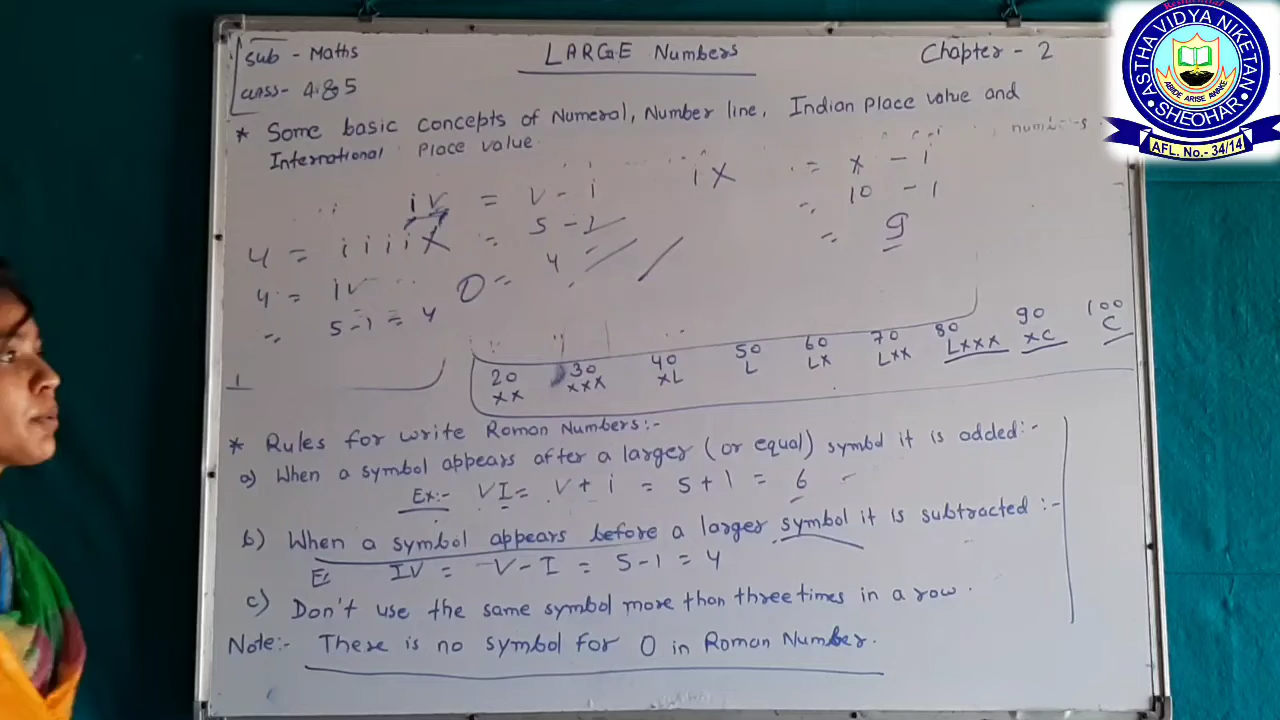 Sub - Maths
LARGE Numbers
Chapter - 2
CLASS - 4 & 5
* Some basic concepts of Numeral, Number line, Indian Place value and
International Place value
numbers
iv = v - i
ix = x - i
= 5 - 1
= 10 - 1
4 = iiii X
= 4
= 9
4 = iv
0 =
= 5-1 = 4
20 30 40 50 60 70 80 90 100
xx xxx xL L Lx Lxx Lxxx xC C
* Rules for write Roman Numbers:-
a) When a symbol appears after a larger (or equal) symbol it is added:-
Ex:- VI = V + i = 5 + 1 = 6
b) When a symbol appears before a larger symbol it is subtracted :-
Ex IV = V - I = 5 - 1 = 4
c) Don't use the same symbol more than three times in a row.
Note:- There is no symbol for 0 in Roman Number.
Residential
ASTHA VIDYA NIKETAN
ABIDE ARISE AWAKE
SHEOHAR
AFL. No.- 34/14